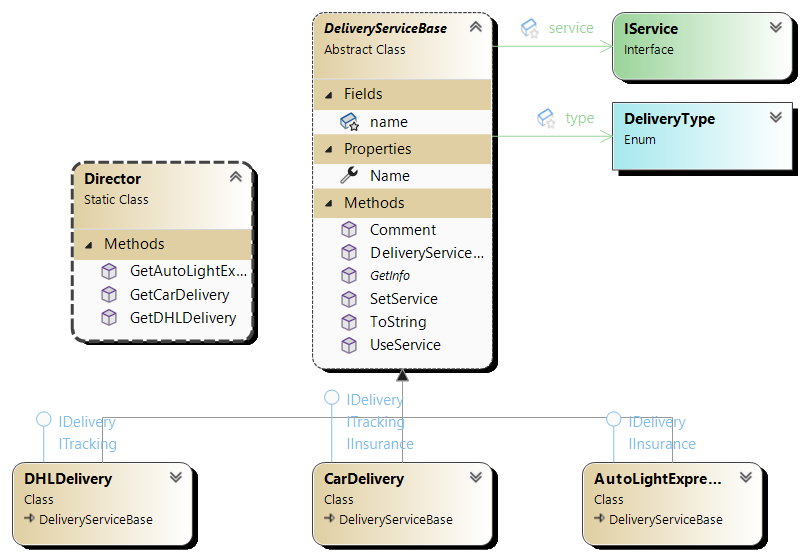 DeliveryServiceBase
Abstract Class
Fields
name
Properties
Name
Methods
Comment
DeliveryService...
GetInfo
SetService
ToString
UseService
service
IService
Interface
type
DeliveryType
Enum
Director
Static Class
Methods
GetAutoLightEx...
GetCarDelivery
GetDHLDelivery
IDelivery
ITracking
DHLDelivery
Class
DeliveryServiceBase
IDelivery
ITracking
IInsurance
CarDelivery
Class
DeliveryServiceBase
IDelivery
IInsurance
AutoLightExpre...
Class
DeliveryServiceBase